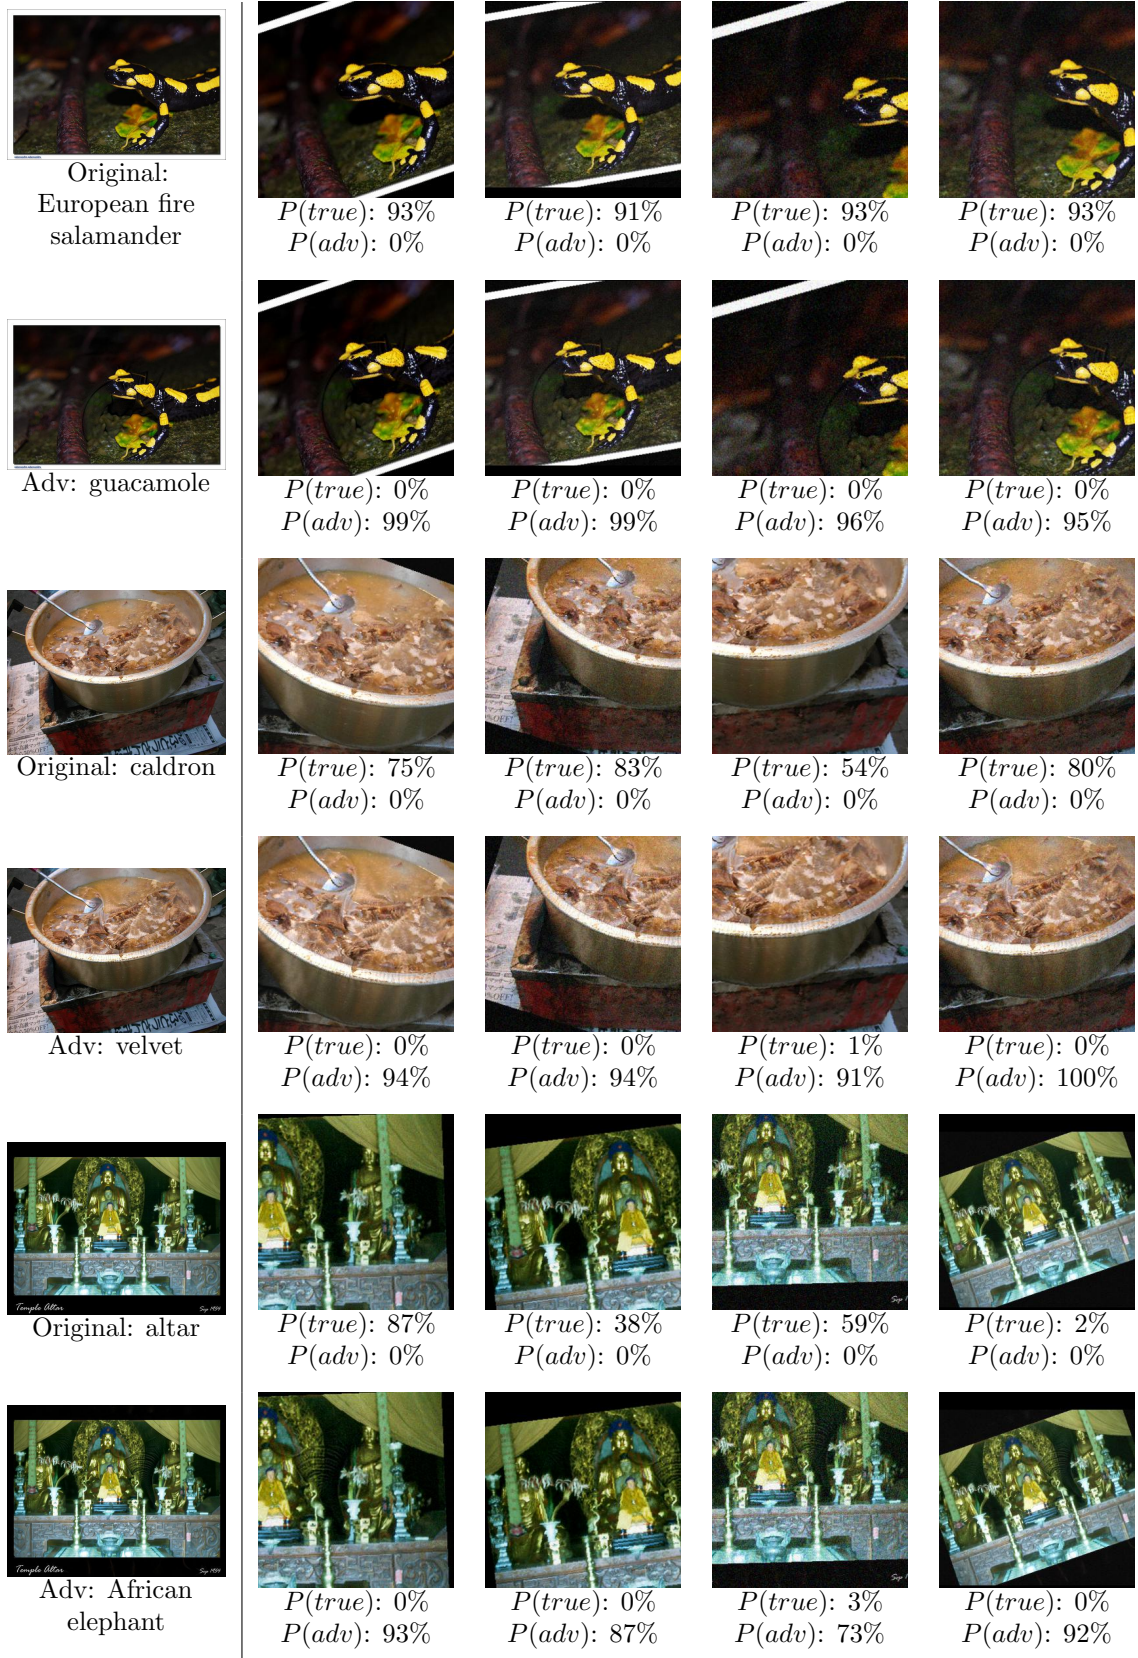 Original:
European fire
salamander
P(true): 93%
P(adv): 0%
P(true): 91%
P(adv): 0%
P(true): 93%
P(adv): 0%
P(true): 93%
P(adv): 0%
Adv: guacamole
P(true): 0%
P(adv): 99%
P(true): 0%
P(adv): 99%
P(true): 0%
P(adv): 96%
P(true): 0%
P(adv): 95%
Original: caldron
P(true): 75%
P(adv): 0%
P(true): 83%
P(adv): 0%
P(true): 54%
P(adv): 0%
P(true): 80%
P(adv): 0%
Adv: velvet
P(true): 0%
P(adv): 94%
P(true): 0%
P(adv): 94%
P(true): 1%
P(adv): 91%
P(true): 0%
P(adv): 100%
Temple Altar
Sep 1994
Original: altar
P(true): 87%
P(adv): 0%
P(true): 38%
P(adv): 0%
P(true): 59%
P(adv): 0%
P(true): 2%
P(adv): 0%
Temple Altar
Sep 1994
Adv: African
elephant
P(true): 0%
P(adv): 93%
P(true): 0%
P(adv): 87%
P(true): 3%
P(adv): 73%
P(true): 0%
P(adv): 92%